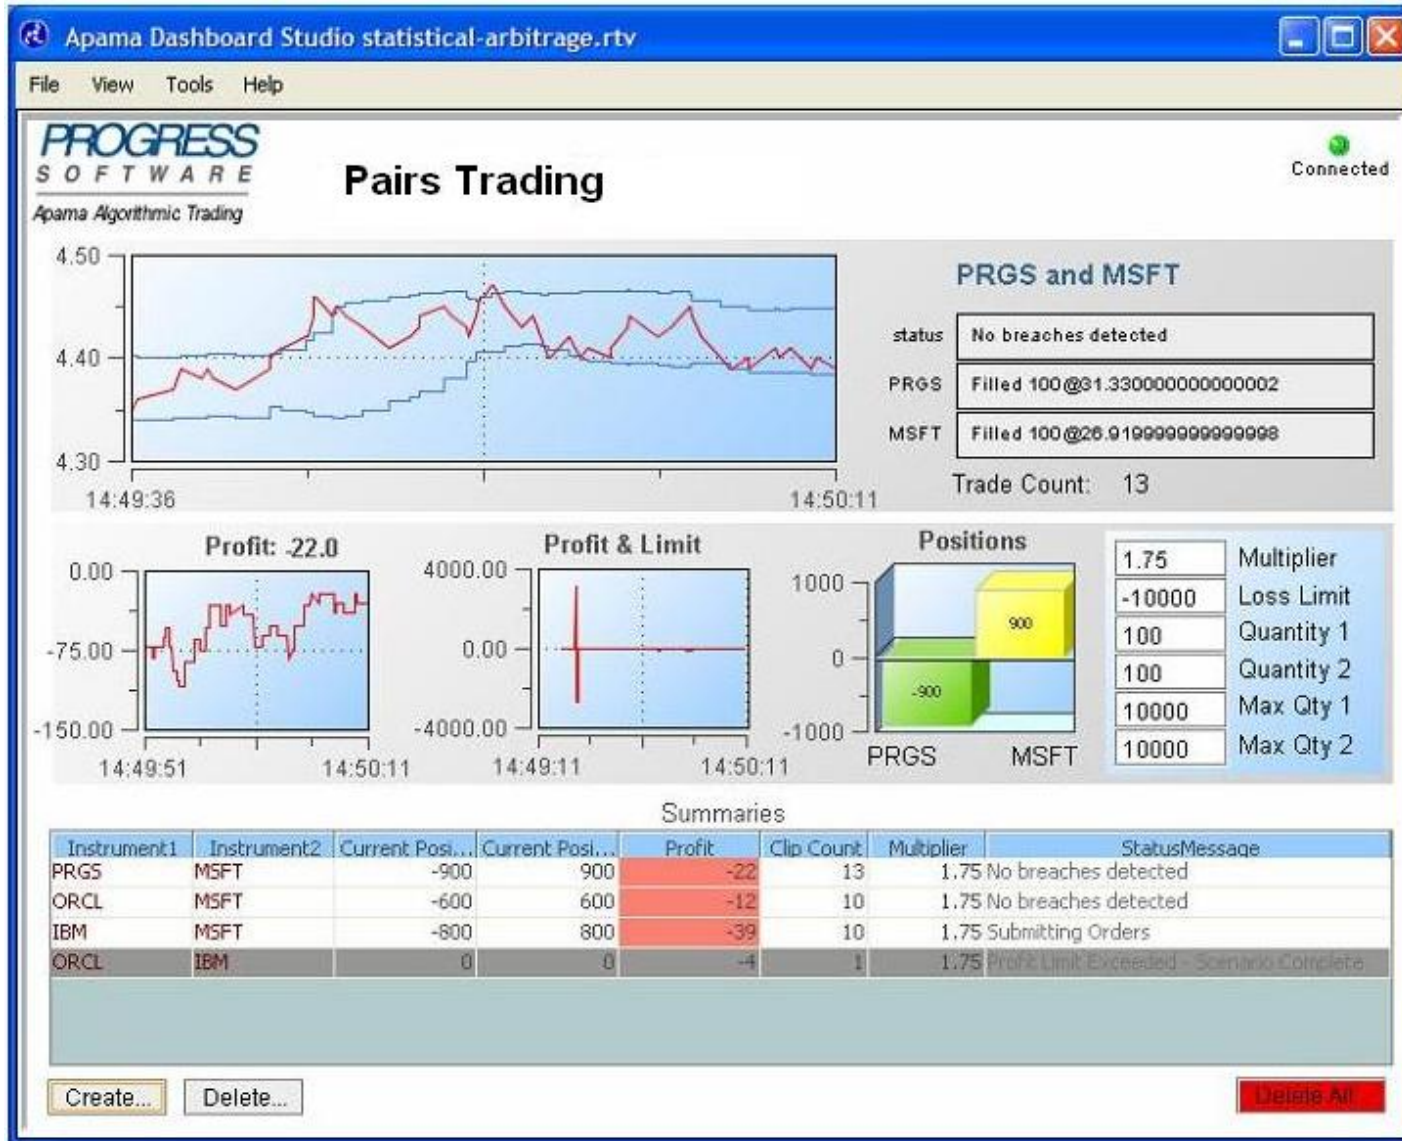 Apama Dashboard Studio statistical-arbitrage.rtv
File View Tools Help
PROGRESS
SOFTWARE
Apama Algorithmic Trading
Pairs Trading
Connected
4.50
4.40
4.30
14:49:36 14:50:11
PRGS and MSFT
status No breaches detected
PRGS Filled 100@31.330000000000002
MSFT Filled 100@26.919999999999998
Trade Count: 13
Profit: -22.0
0.00
-75.00
-150.00
14:49:51 14:50:11
Profit & Limit
4000.00
0.00
-4000.00
14:49:11 14:50:11
Positions
1000
0
-1000
900
-900
PRGS MSFT
1.75 Multiplier
-10000 Loss Limit
100 Quantity 1
100 Quantity 2
10000 Max Qty 1
10000 Max Qty 2
Summaries
Instrument1 Instrument2 Current Posi... Current Posi... Profit Clip Count Multiplier StatusMessage
PRGS MSFT -900 900 -22 13 1.75 No breaches detected
ORCL MSFT -600 600 -12 10 1.75 No breaches detected
IBM MSFT -800 800 -39 10 1.75 Submitting Orders
ORCL IBM 0 0 -4 1 1.75 Profit Limit Exceeded - Scenario Complete
Create... Delete... Delete All